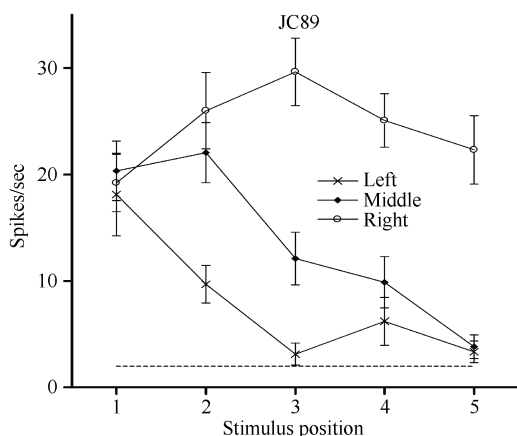 JC89
30
20
10
0
Spikes/sec
Left
Middle
Right
1 2 3 4 5
Stimulus position